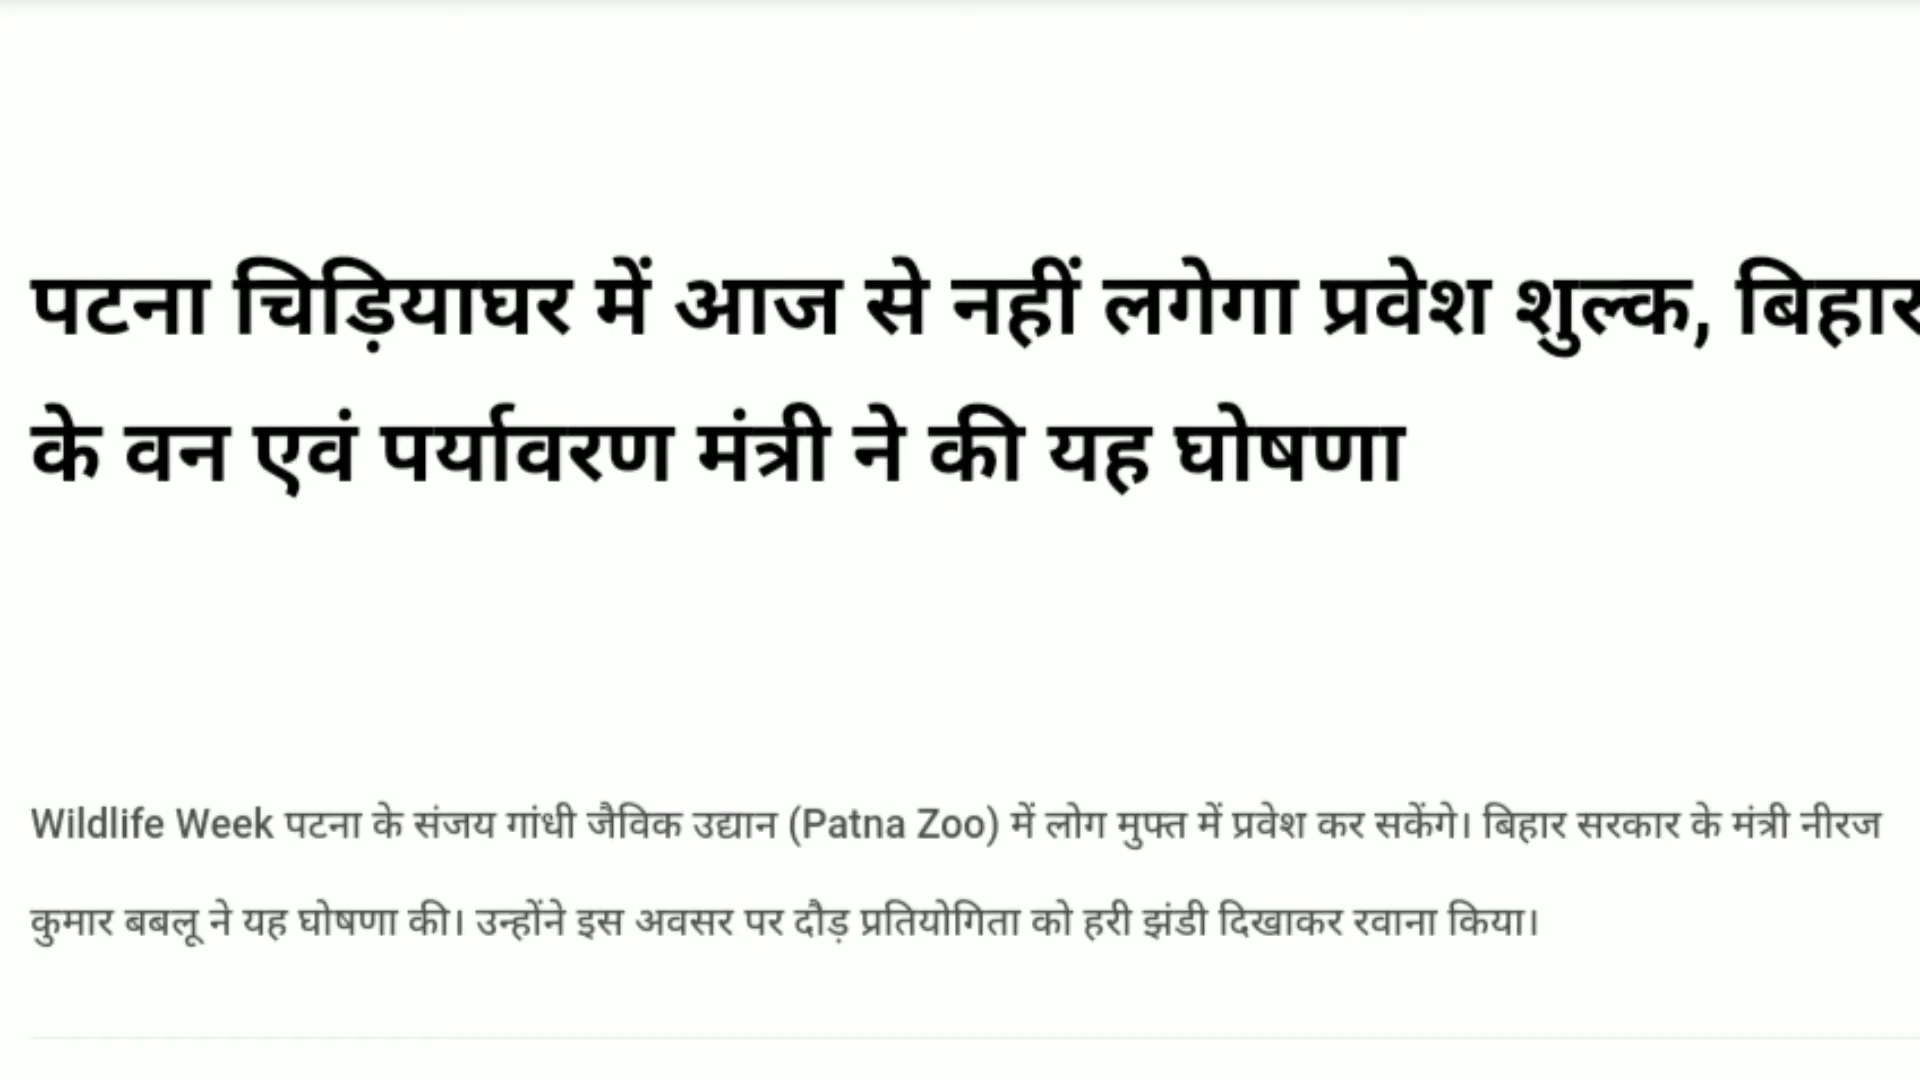 पटना चिड़ियाघर में आज से नहीं लगेगा प्रवेश शुल्क, बिहार
के वन एवं पर्यावरण मंत्री ने की यह घोषणा
Wildlife Week पटना के संजय गांधी जैविक उद्यान (Patna Zoo) में लोग मुफ्त में प्रवेश कर सकेंगे। बिहार सरकार के मंत्री नीरज
कुमार बबलू ने यह घोषणा की। उन्होंने इस अवसर पर दौड़ प्रतियोगिता को हरी झंडी दिखाकर रवाना किया।